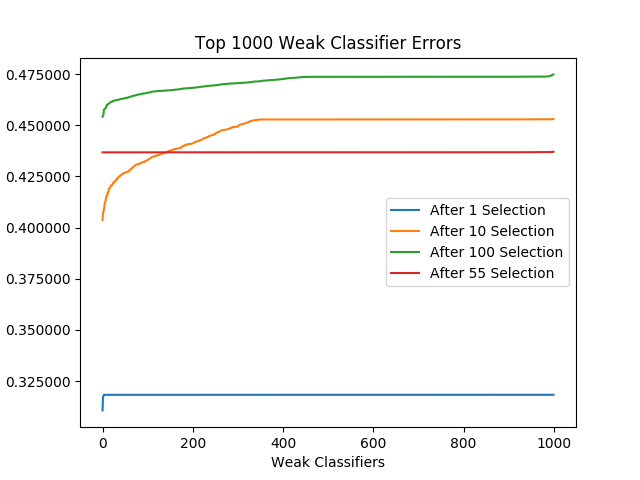 Top 1000 Weak Classifier Errors
0.475000
0.450000
0.425000
0.400000
0.375000
0.350000
0.325000
After 1 Selection
After 10 Selection
After 100 Selection
After 55 Selection
0 200 400 600 800 1000
Weak Classifiers